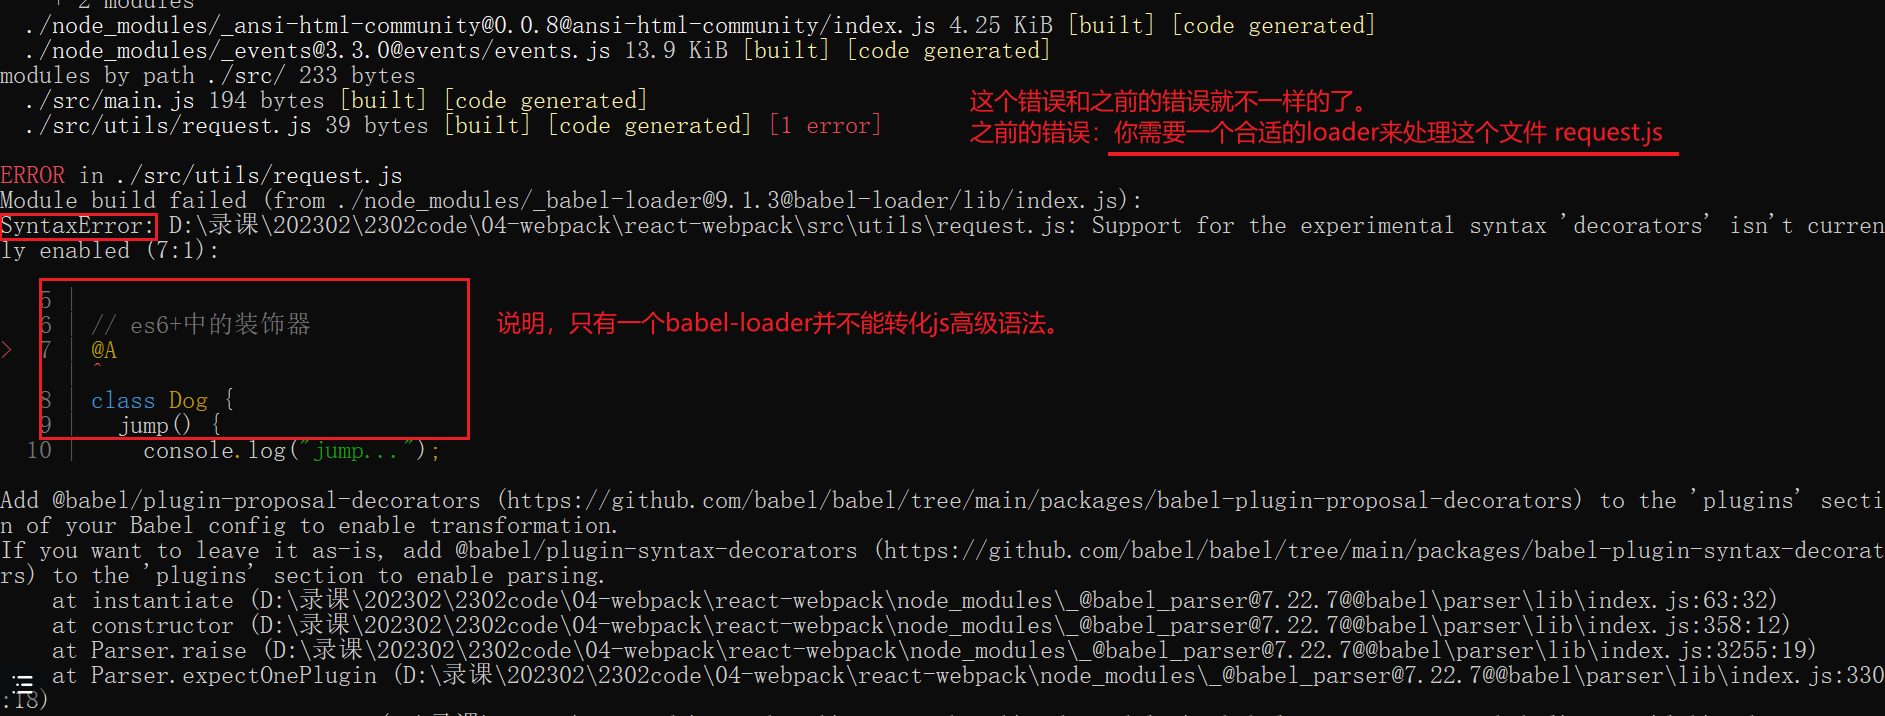 + 2 modules
./node_modules/_ansi-html-community@0.0.8@ansi-html-community/index.js 4.25 KiB [built] [code generated]
./node_modules/_events@3.3.0@events/events.js 13.9 KiB [built] [code generated]
modules by path ./src/ 233 bytes
./src/main.js 194 bytes [built] [code generated]
这个错误和之前的错误就不一样的了。
./src/utils/request.js 39 bytes [built] [code generated] [1 error]
之前的错误：你需要一个合适的loader来处理这个文件 request.js
ERROR in ./src/utils/request.js
Module build failed (from ./node_modules/_babel-loader@9.1.3@babel-loader/lib/index.js):
SyntaxError: D:\录课\202302\2302code\04-webpack\react-webpack\src\utils\request.js: Support for the experimental syntax 'decorators' isn't curren
ly enabled (7:1):
5 |
6 | // es6+中的装饰器
说明，只有一个babel-loader并不能转化js高级语法。
> 7 | @A
| ^
8 | class Dog {
9 |   jump() {
10 |     console.log("jump...");
Add @babel/plugin-proposal-decorators (https://github.com/babel/babel/tree/main/packages/babel-plugin-proposal-decorators) to the 'plugins' secti
n of your Babel config to enable transformation.
If you want to leave it as-is, add @babel/plugin-syntax-decorators (https://github.com/babel/babel/tree/main/packages/babel-plugin-syntax-decorat
rs) to the 'plugins' section to enable parsing.
at instantiate (D:\录课\202302\2302code\04-webpack\react-webpack\node_modules\_@babel_parser@7.22.7@@babel\parser\lib\index.js:63:32)
at constructor (D:\录课\202302\2302code\04-webpack\react-webpack\node_modules\_@babel_parser@7.22.7@@babel\parser\lib\index.js:358:12)
at Parser.raise (D:\录课\202302\2302code\04-webpack\react-webpack\node_modules\_@babel_parser@7.22.7@@babel\parser\lib\index.js:3255:19)
at Parser.expectOnePlugin (D:\录课\202302\2302code\04-webpack\react-webpack\node_modules\_@babel_parser@7.22.7@@babel\parser\lib\index.js:330
:18)